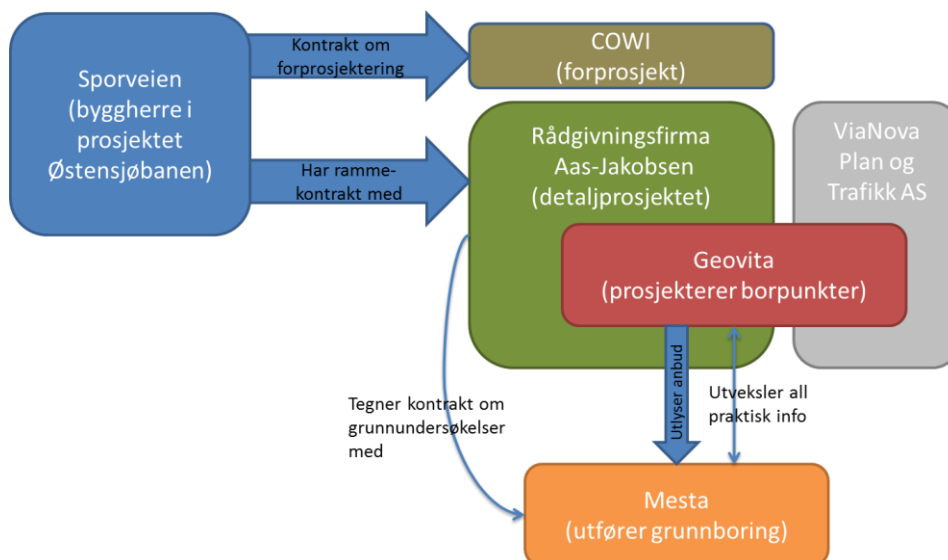 Sporveien
(byggherre i
prosjektet
Østensjøbanen)
Kontrakt om
forprosjektering
COWI
(forprosjekt)
Har ramme-
kontrakt med
Rådgivningsfirma
Aas-Jakobsen
(detaljprosjektet)
ViaNova
Plan og
Trafikk AS
Geovita
(prosjekterer borpunkter)
Tegner kontrakt om
grunnundersøkelser
med
Utlyser anbud
Utveksler all
praktisk info
Mesta
(utfører grunnboring)